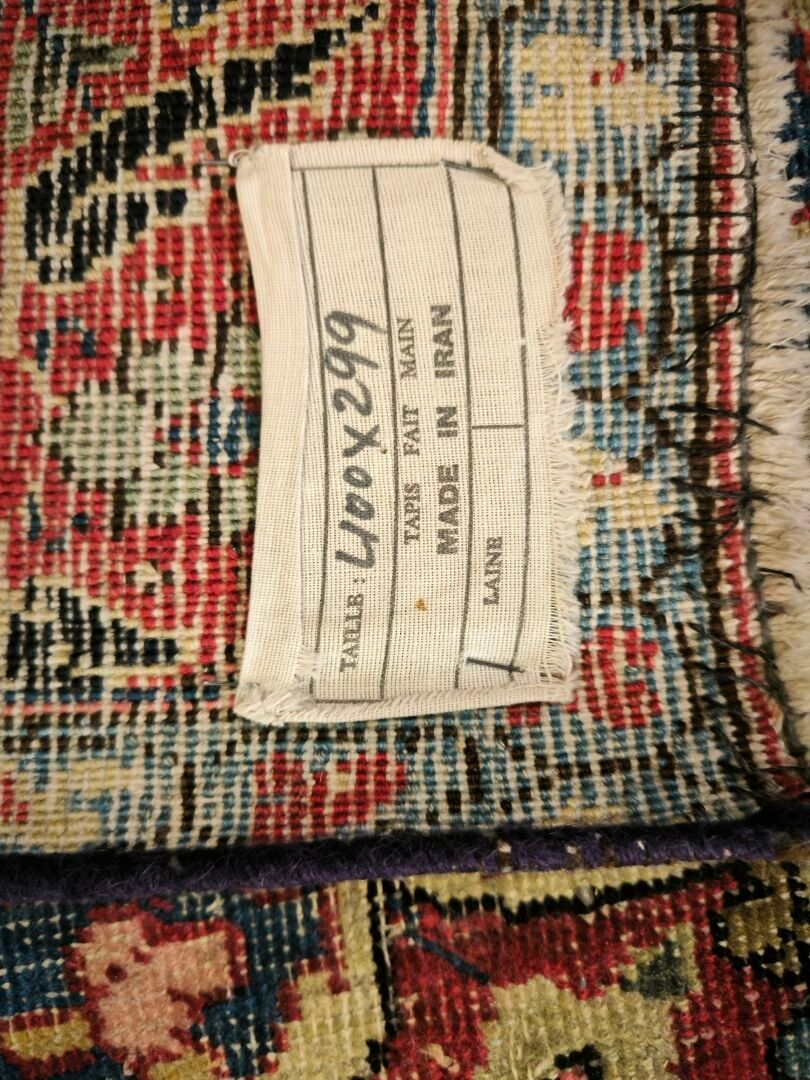 TAILLE : 400X299
TAPIS FAIT MAIN
MADE IN IRAN
LAINE